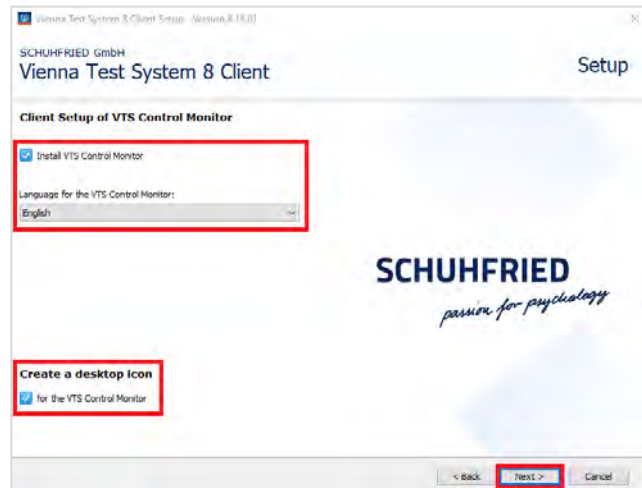 Vienna Test System 8 Client Setup - Version 8.18.01
SCHUHFRIED GmbH
Vienna Test System 8 Client
Setup
Client Setup of VTS Control Monitor
Install VTS Control Monitor
Language for the VTS Control Monitor:
English
SCHUHFRIED
passion for psychology
Create a desktop icon
for the VTS Control Monitor
< Back
Next >
Cancel